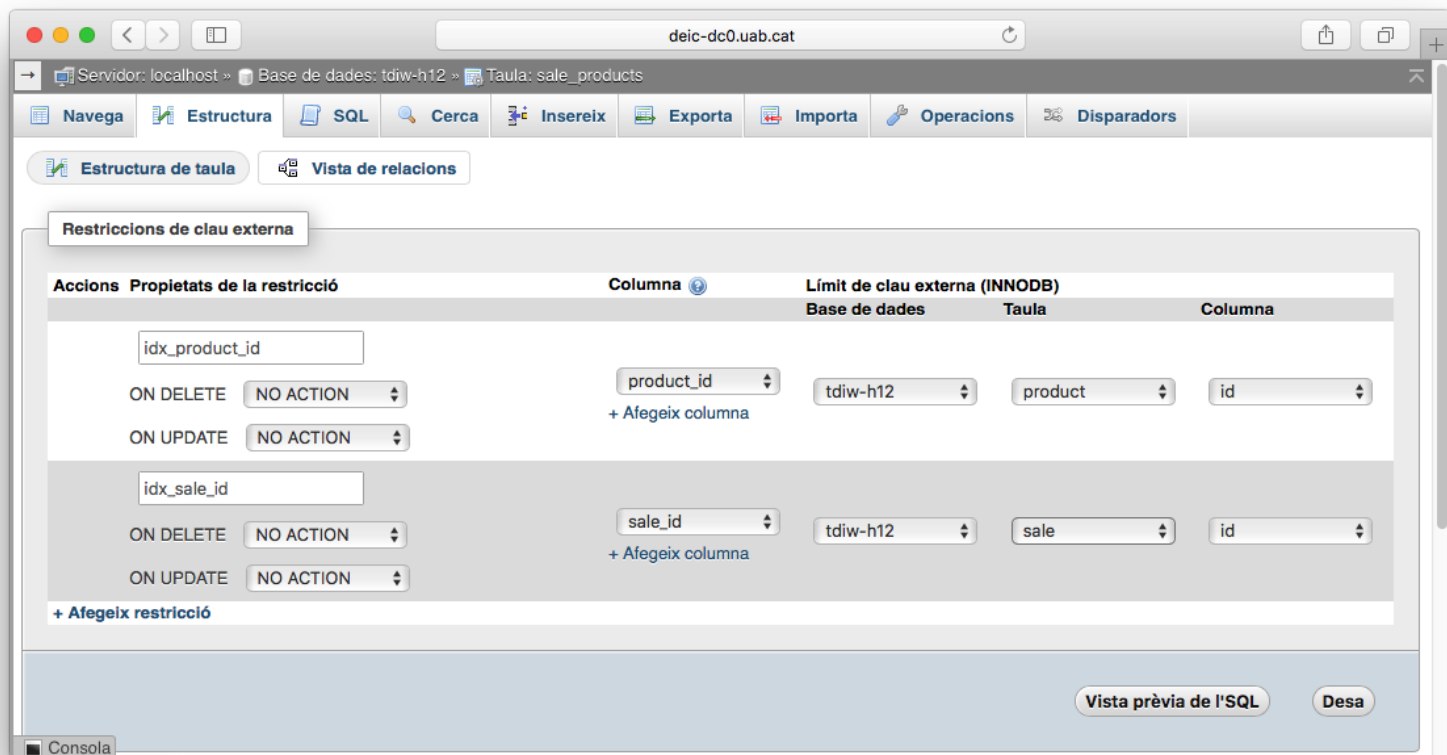 deic-dc0.uab.cat
Servidor: localhost » Base de dades: tdiw-h12 » Taula: sale_products
Navega Estructura SQL Cerca Insereix Exporta Importa Operacions Disparadors
Estructura de taula Vista de relacions
Restriccions de clau externa
Accions Propietats de la restricció Columna Límit de clau externa (INNODB)
Base de dades Taula Columna
idx_product_id
product_id tdiw-h12 product id
ON DELETE NO ACTION
+ Afegeix columna
ON UPDATE NO ACTION
idx_sale_id
sale_id tdiw-h12 sale id
ON DELETE NO ACTION
+ Afegeix columna
ON UPDATE NO ACTION
+ Afegeix restricció
Vista prèvia de l'SQL Desa
Consola